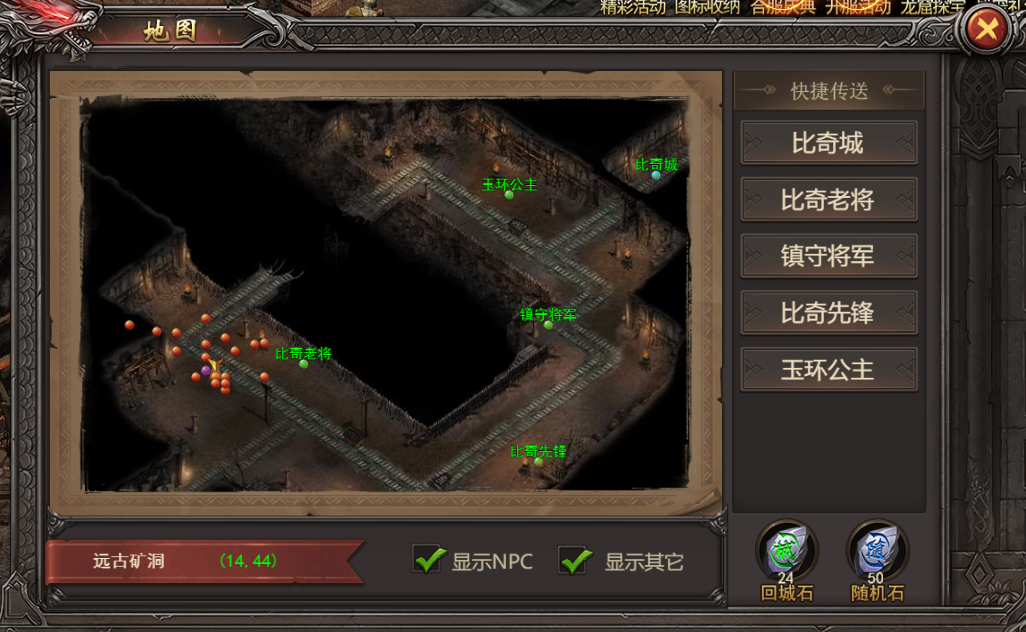 精彩活动 图标收纳 合服庆典 开服活动 龙窟探宝
地图
快捷传送
比奇城
比奇老将
镇守将军
比奇先锋
玉环公主
比奇城
玉环公主
镇守将军
比奇老将
比奇先锋
远古矿洞 (14, 44)
显示NPC
显示其它
城
24
回城石
50
随机石